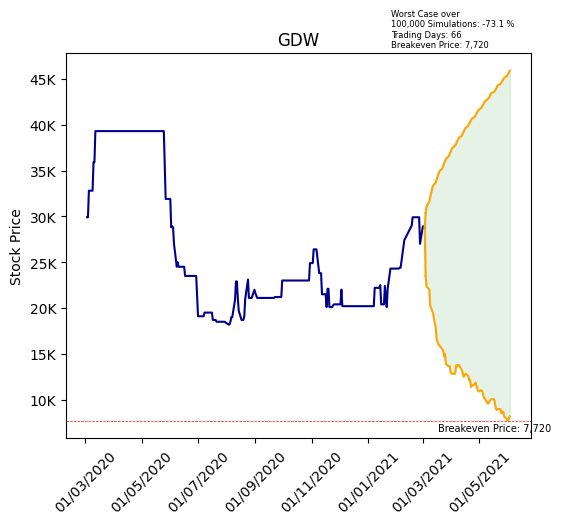 Worst Case over
100,000 Simulations: -73.1 %
Trading Days: 66
Breakeven Price: 7,720
GDW
Stock Price
45K
40K
35K
30K
25K
20K
15K
10K
Breakeven Price: 7,720
01/03/2020
01/05/2020
01/07/2020
01/09/2020
01/11/2020
01/01/2021
01/03/2021
01/05/2021